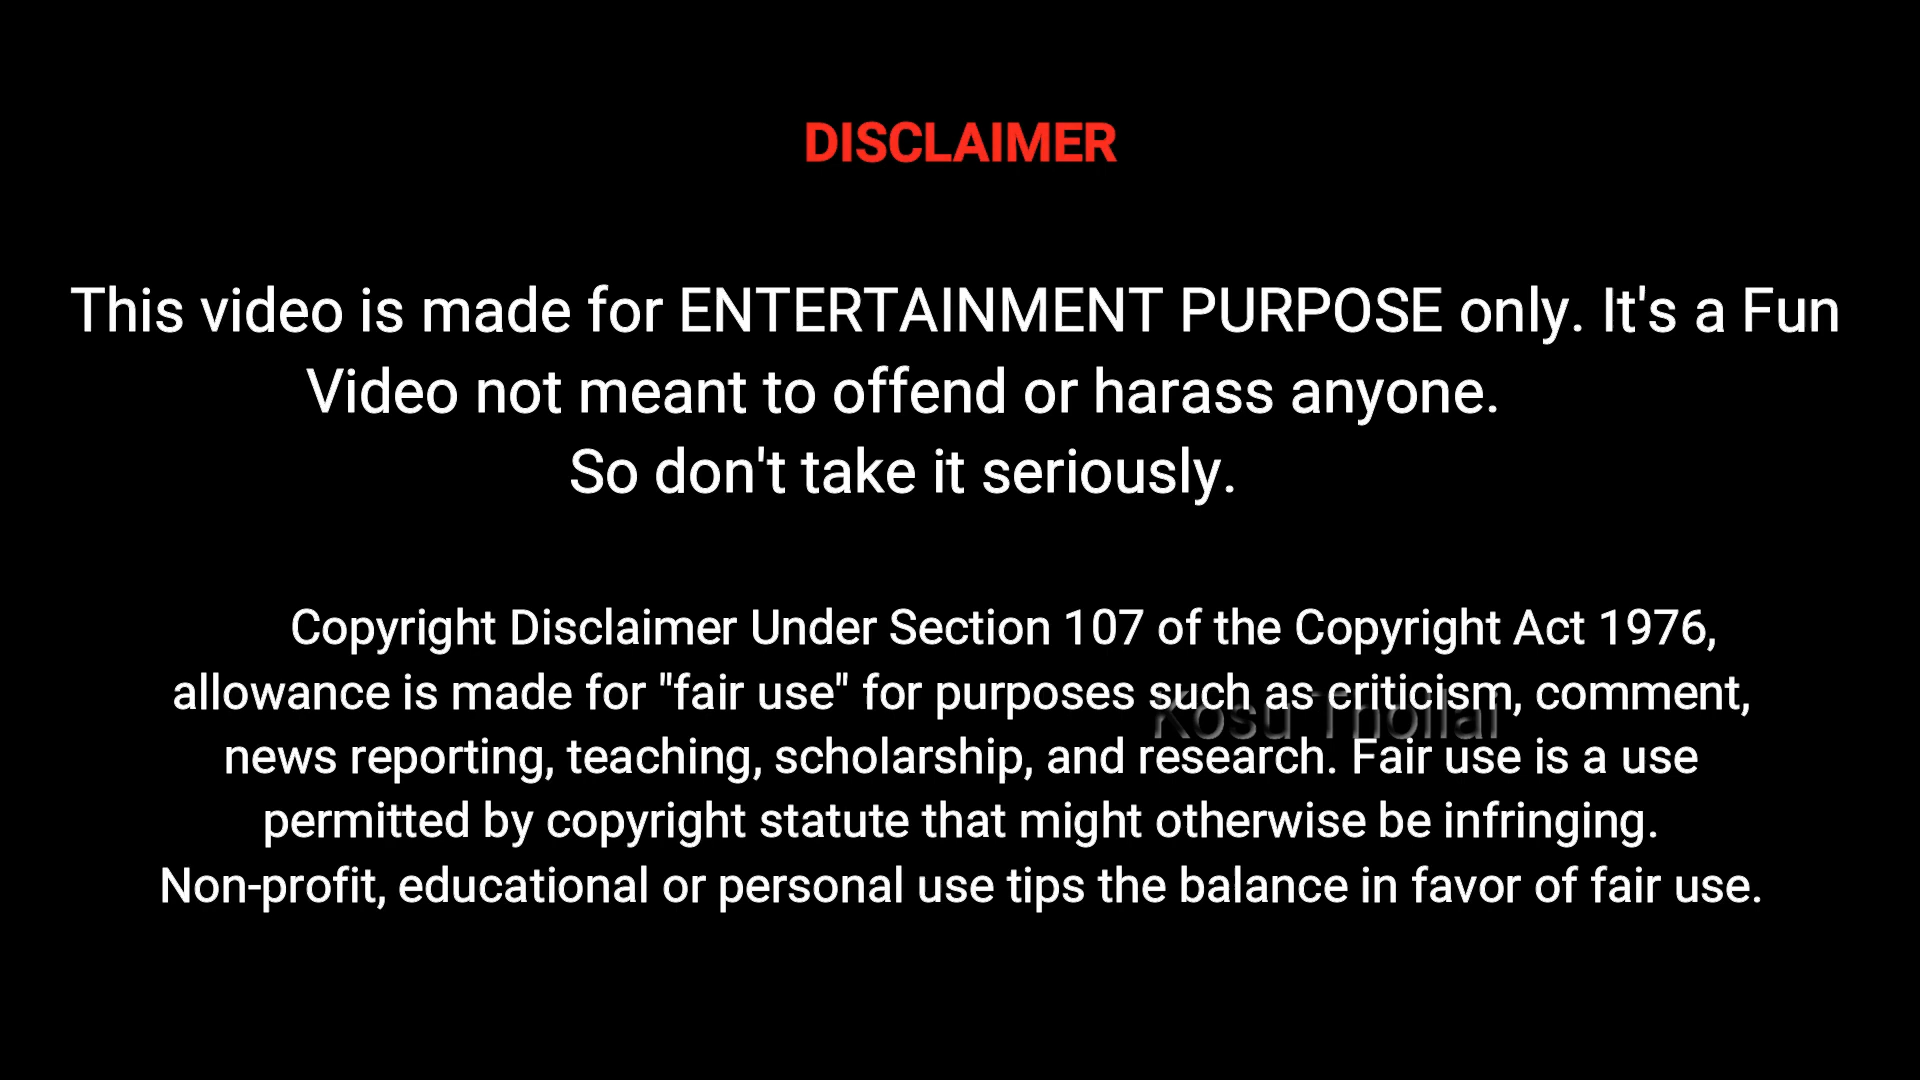 DISCLAIMER
This video is made for ENTERTAINMENT PURPOSE only. It's a Fun
Video not meant to offend or harass anyone.
So don't take it seriously.
Copyright Disclaimer Under Section 107 of the Copyright Act 1976,
allowance is made for "fair use" for purposes such as criticism, comment,
Kosu Thollai
news reporting, teaching, scholarship, and research. Fair use is a use
permitted by copyright statute that might otherwise be infringing.
Non-profit, educational or personal use tips the balance in favor of fair use.